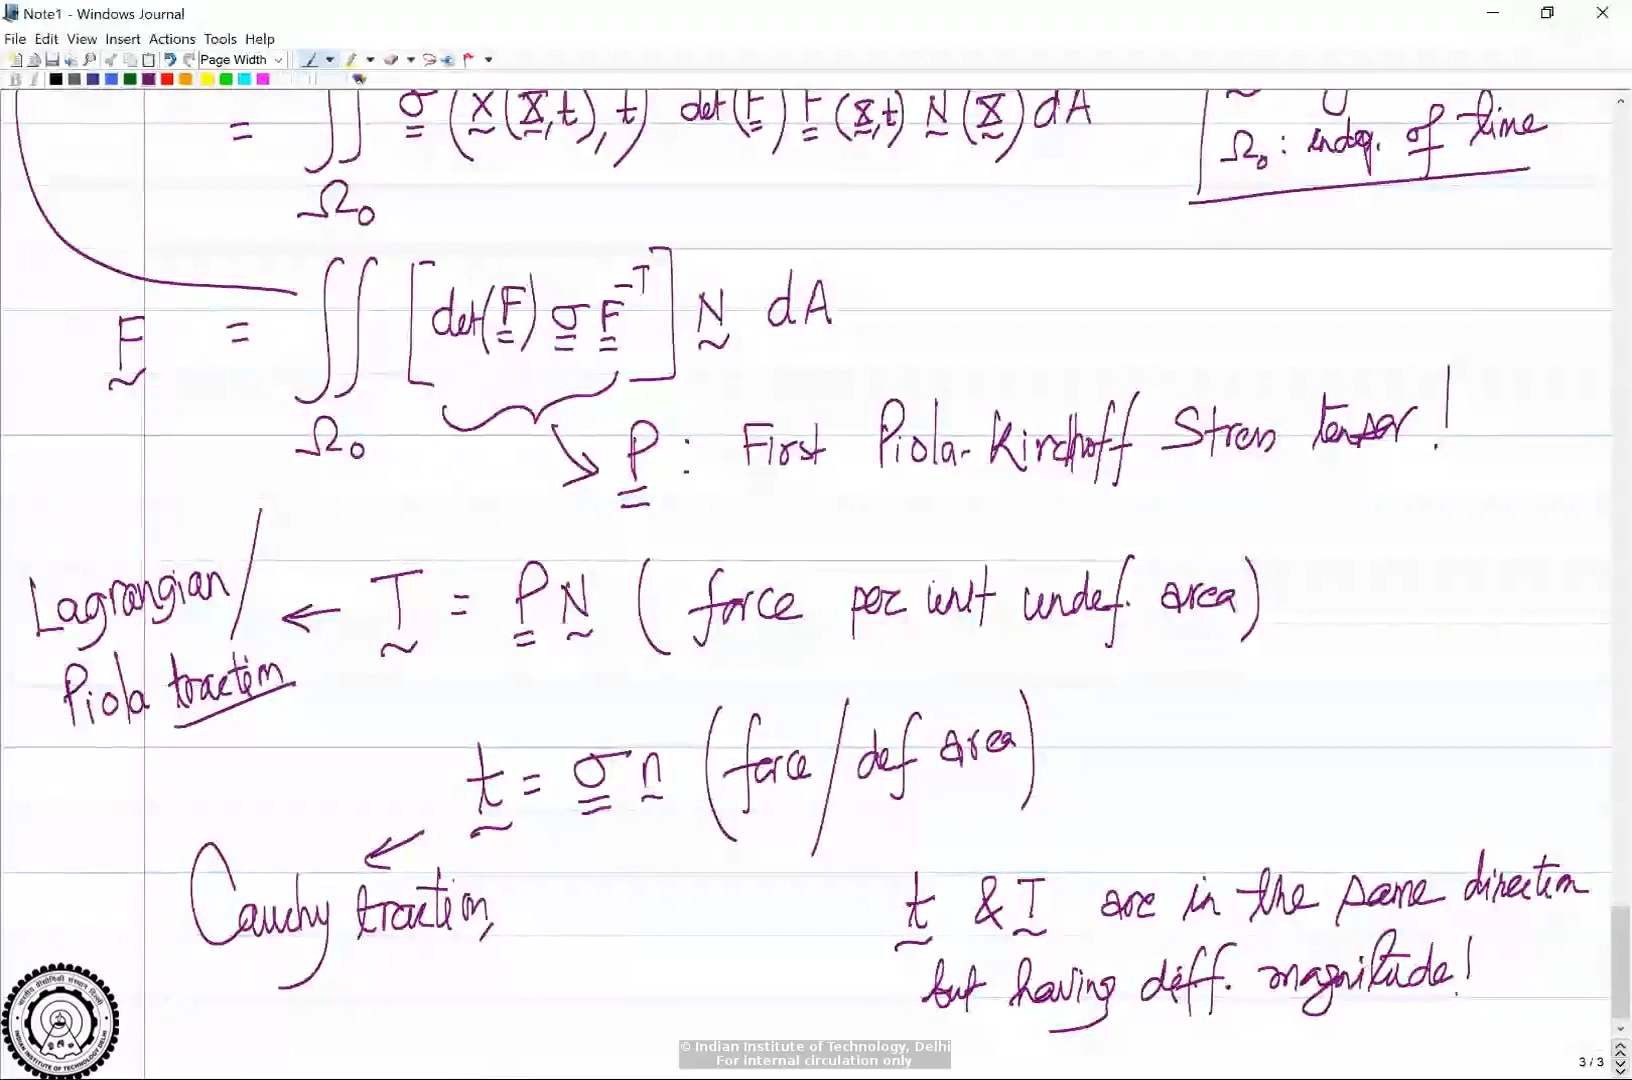 Note1 - Windows Journal
File Edit View Insert Actions Tools Help
Page Width
= ∬_Ω₀ σ (x (X,t), t) det(F) F (X,t) N (X) dA
Ω₀ : indep. of time
F = ∬_Ω₀ [det(F) σ F^-T] N dA
P : First Piola-Kirchhoff Stress tensor!
Lagrangian/ ← T = P N (force per unit undef. area)
Piola traction
t = σ n (force/def area)
Cauchy traction,
t & T are in the same direction
but having diff. magnitude!
© Indian Institute of Technology, Delhi
For internal circulation only
3 / 3